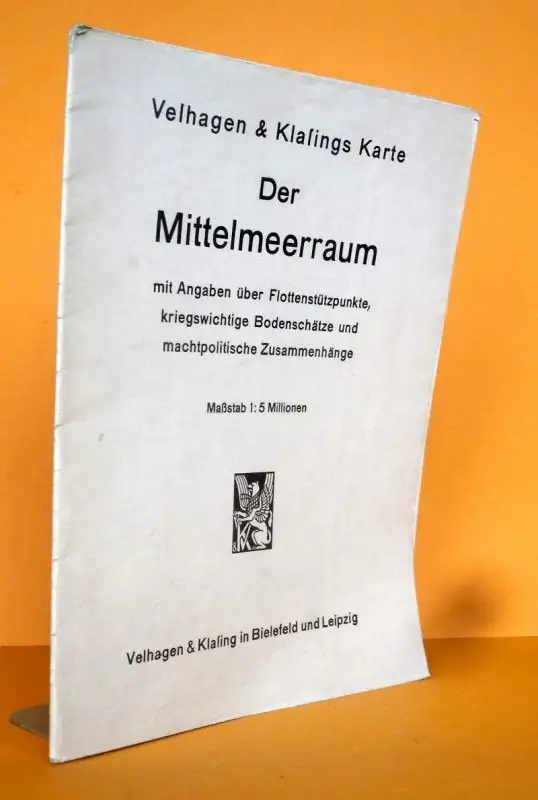 Velhagen & Klaſings Karte
Der
Mittelmeerraum
mit Angaben über Flottenstützpunkte,
kriegswichtige Bodenschätze und
machtpolitische Zusammenhänge
Maßstab 1:5 Millionen
Velhagen & Klaſing in Bielefeld und Leipzig